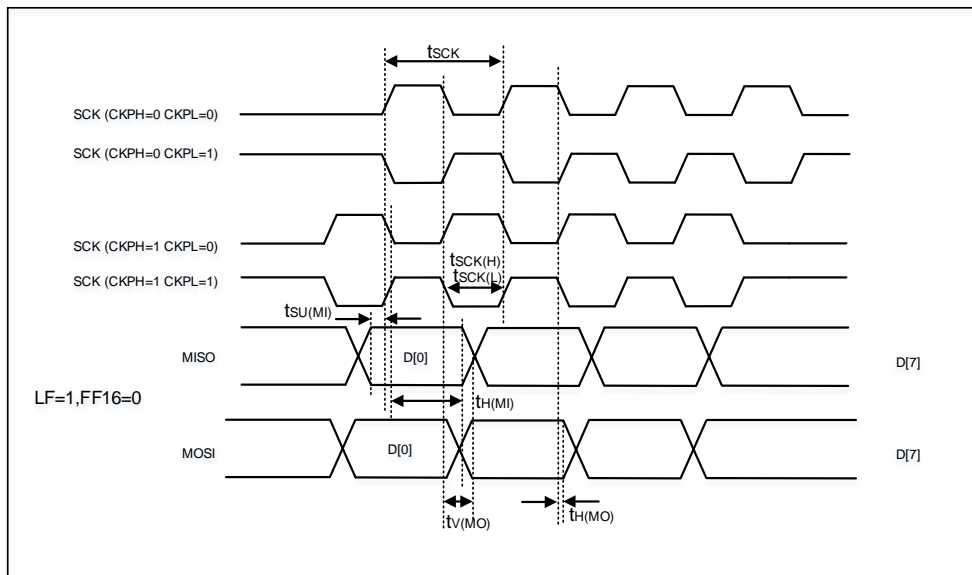 tSCK
SCK (CKPH=0 CKPL=0)
SCK (CKPH=0 CKPL=1)
SCK (CKPH=1 CKPL=0)
tSCK(H)
tSCK(L)
SCK (CKPH=1 CKPL=1)
tSU(MI)
MISO
D[0]
D[7]
LF=1,FF16=0
tH(MI)
MOSI
D[0]
D[7]
tV(MO)
tH(MO)